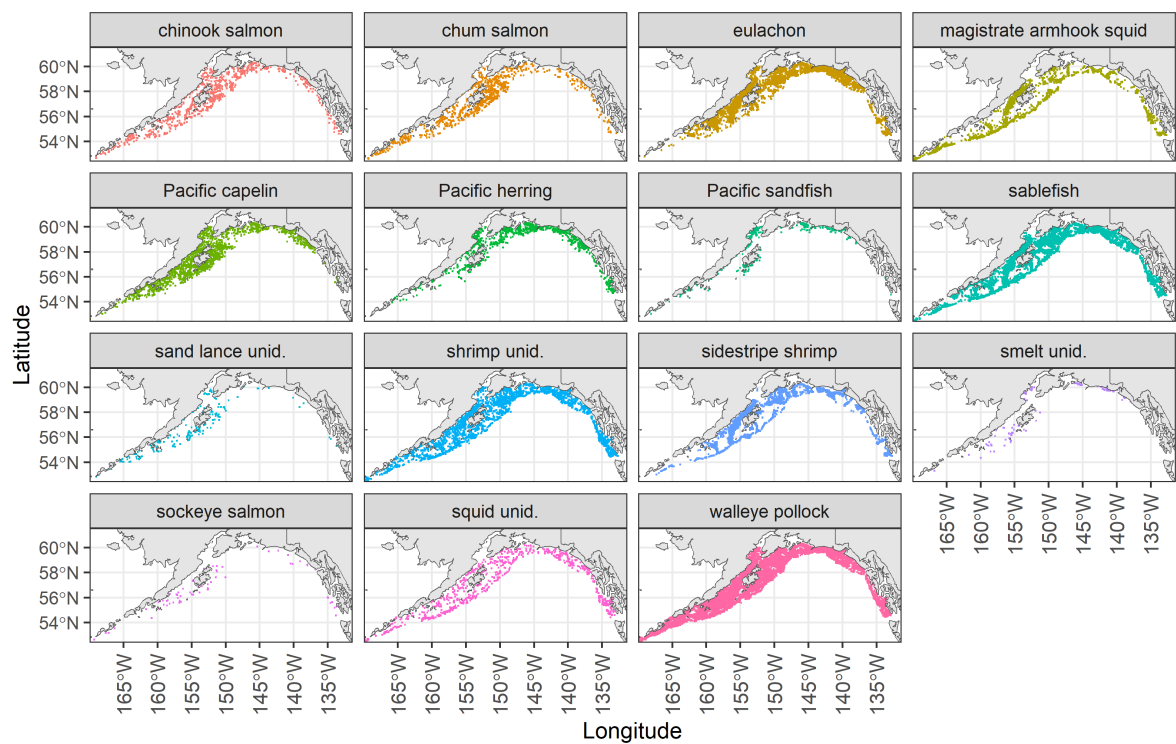 chinook salmon
chum salmon
eulachon
magistrate armhook squid
60°N
58°N
56°N
54°N
Pacific capelin
Pacific herring
Pacific sandfish
sablefish
60°N
58°N
56°N
54°N
sand lance unid.
shrimp unid.
sidestripe shrimp
smelt unid.
60°N
58°N
56°N
54°N
165°W
160°W
155°W
150°W
145°W
140°W
135°W
sockeye salmon
squid unid.
walleye pollock
60°N
58°N
56°N
54°N
165°W
160°W
155°W
150°W
145°W
140°W
135°W
165°W
160°W
155°W
150°W
145°W
140°W
135°W
165°W
160°W
155°W
150°W
145°W
140°W
135°W
Longitude
Latitude